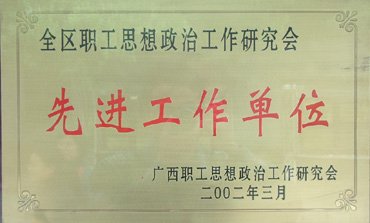 全区职工思想政治工作研究会
先进工作单位
广西职工思想政治工作研究会
二〇〇二年三月